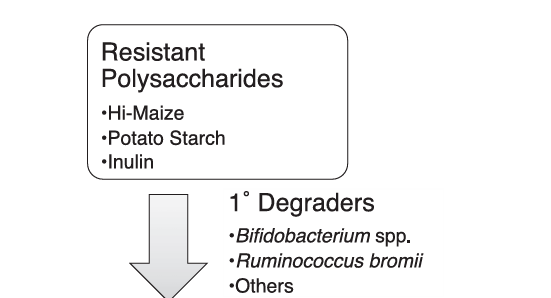 Resistant
Polysaccharides
•Hi-Maize
•Potato Starch
•Inulin
1° Degraders
•Bifidobacterium spp.
•Ruminococcus bromii
•Others